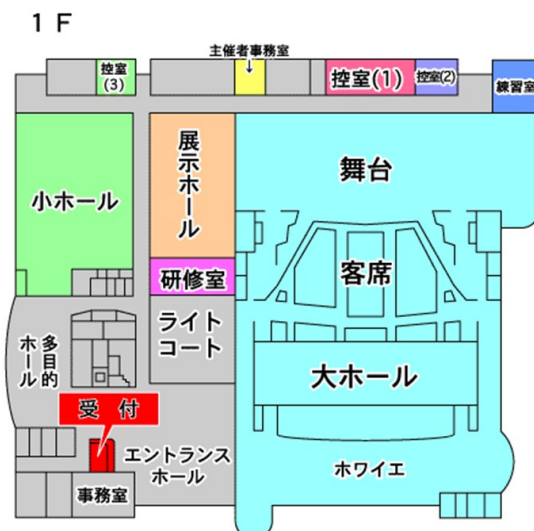 1F
主催者事務室
↓
控室
(3)
控室(1)
控室(2)
練習室
展示ホール
舞台
小ホール
客席
研修室
ライト
コート
多目的
ホール
大ホール
受 付
エントランス
ホール
ホワイエ
事務室